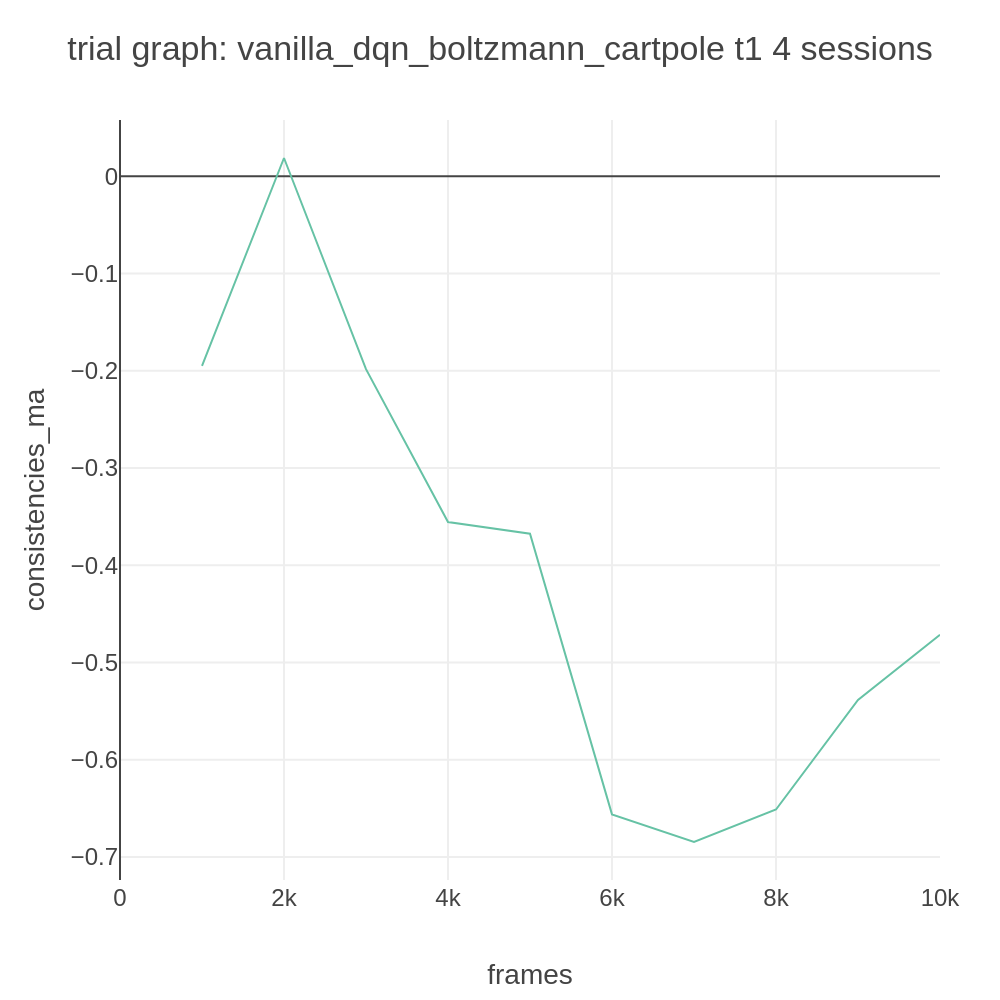 trial graph: vanilla_dqn_boltzmann_cartpole t1 4 sessions
0
−0.1
−0.2
−0.3
−0.4
−0.5
−0.6
−0.7
consistencies_ma
0 2k 4k 6k 8k 10k
frames